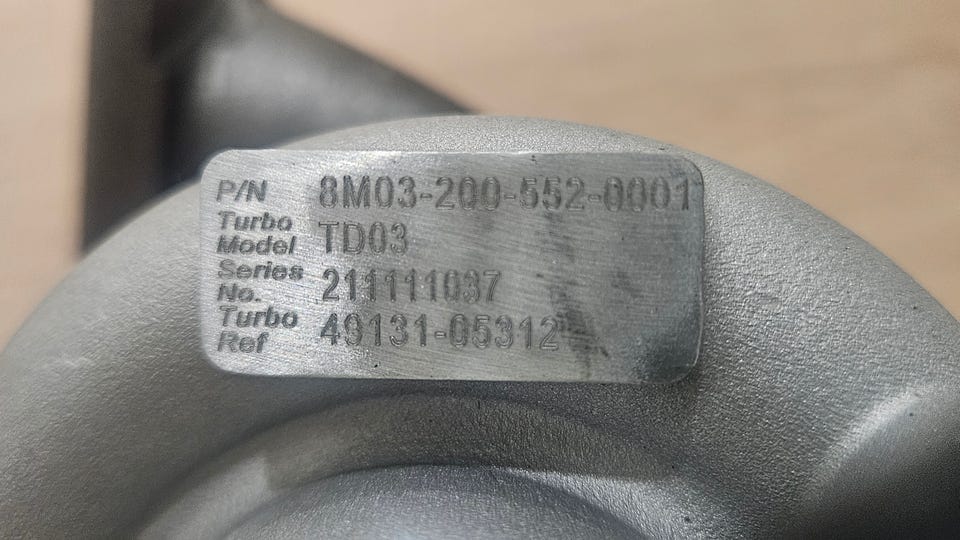 P/N 8M03-200-552-0001
Turbo Model TD03
Series No. 211111037
Turbo Ref 49131-05312